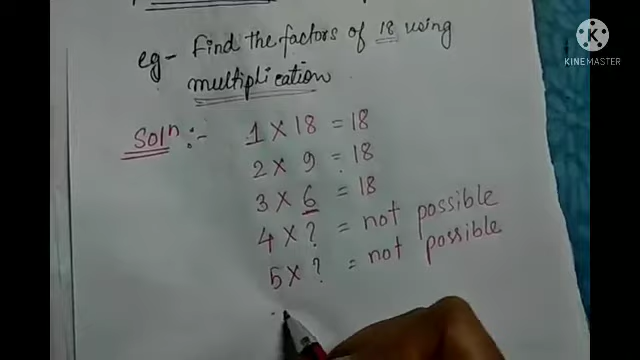 eg- Find the factors of 18 using
multiplication
Solⁿ :-
1 × 18 = 18
2 × 9 = 18
3 × 6 = 18
4 × ? = not possible
5 × ? = not possible
K
KINEMASTER